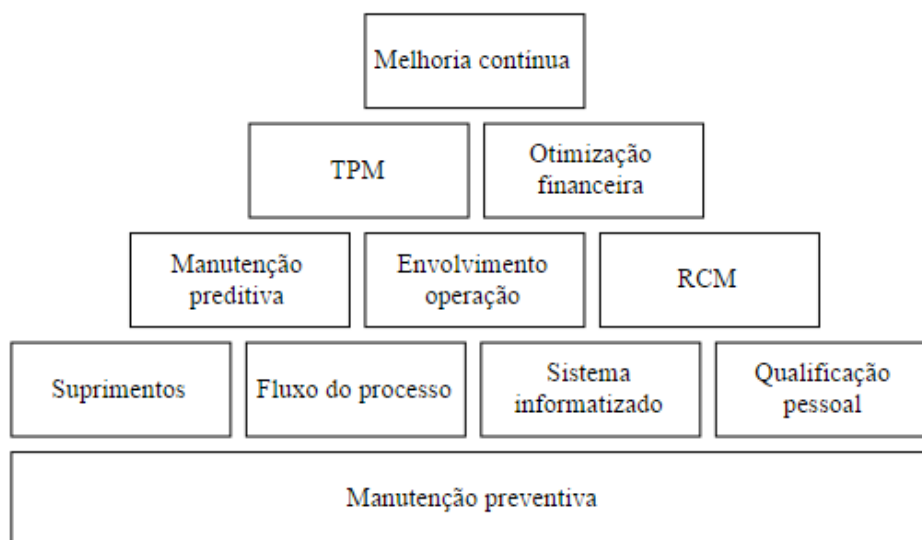 Melhoria contínua
TPM
Otimização
financeira
Manutenção
preditiva
Envolvimento
operação
RCM
Suprimentos
Fluxo do processo
Sistema
informatizado
Qualificação
pessoal
Manutenção preventiva